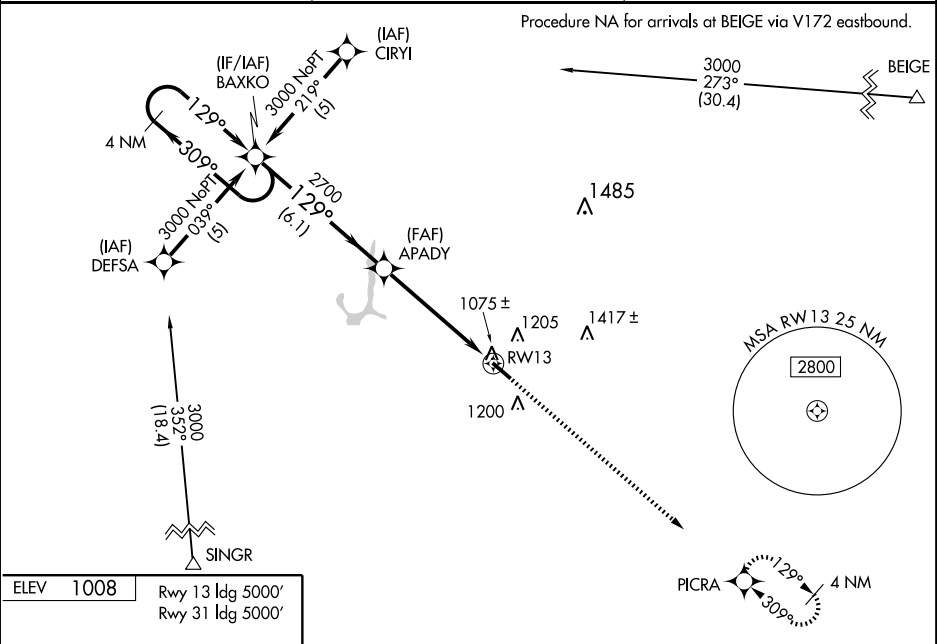 Procedure NA for arrivals at BEIGE via V172 eastbound.
(IAF)
CIRYI
(IF/IAF)
BAXKO
3000 NoPT
219°
(5)
3000
273°
(30.4)
BEIGE
129°
4 NM
309°
3000 NoPT
039°
(5)
2700
129°
(6.1)
1485
(IAF)
DEFSA
(FAF)
APADY
1075 ±
1205
1417 ±
RW13
1200
MSA RW13 25 NM
2800
3000
352°
(18.4)
SINGR
PICRA
129°
309°
4 NM
ELEV 1008
Rwy 13 ldg 5000'
Rwy 31 ldg 5000'